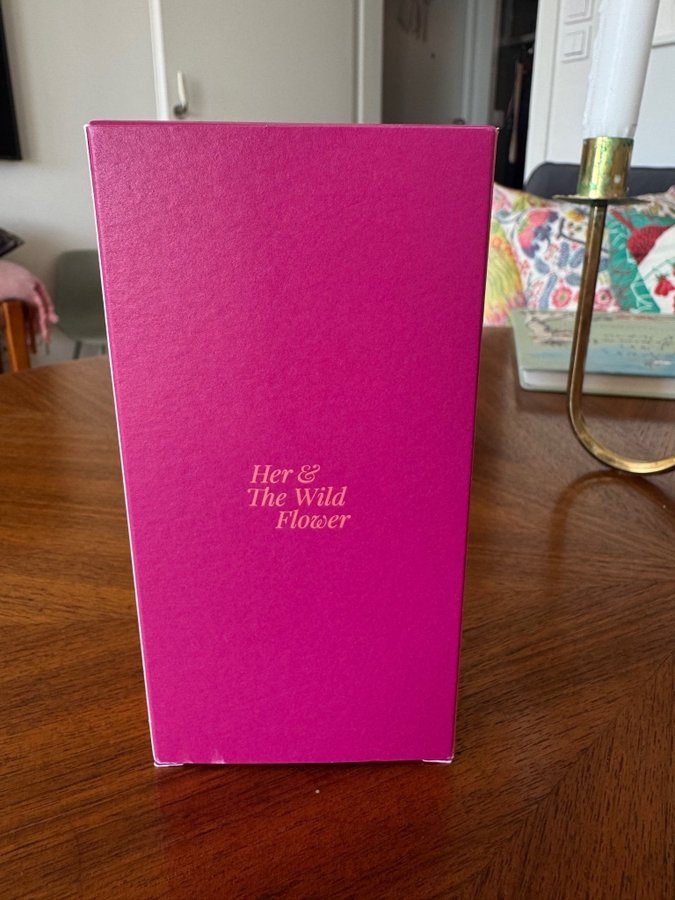 Her &
The Wild
Flower